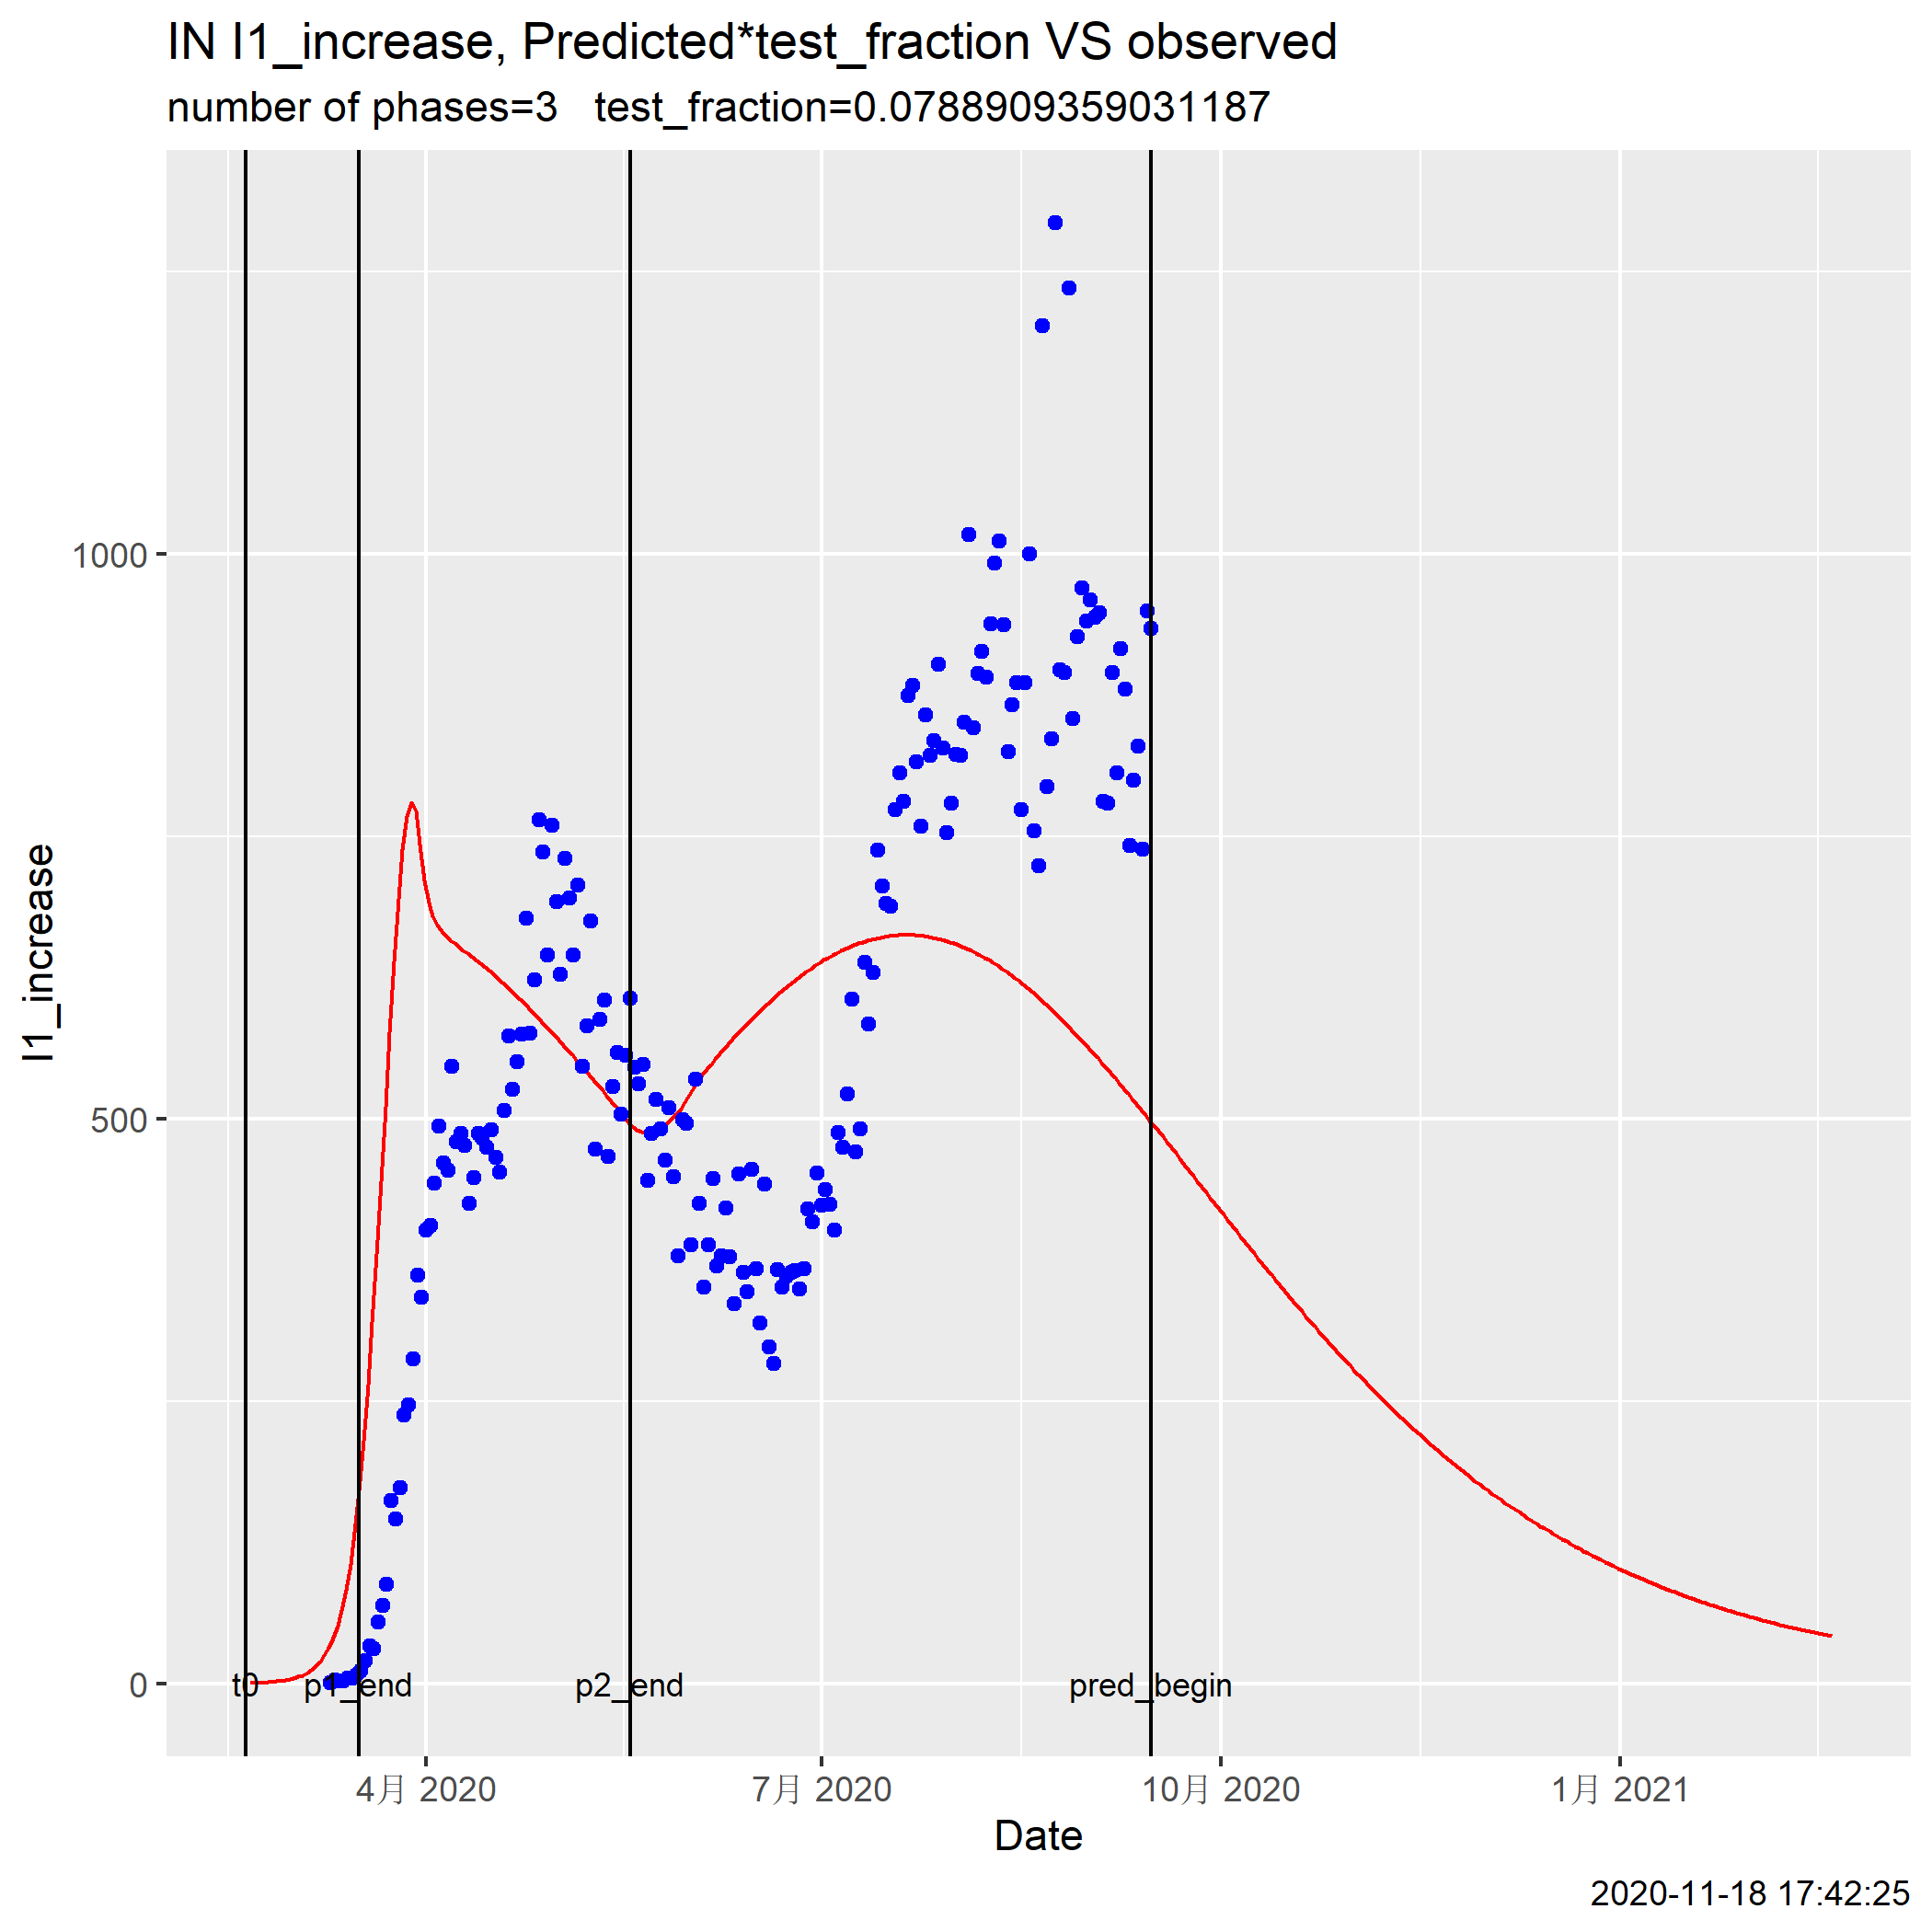 IN I1_increase, Predicted*test_fraction VS observed
number of phases=3   test_fraction=0.0788909359031187
I1_increase
1000
500
0
t0
p1_end
p2_end
pred_begin
4月 2020
7月 2020
10月 2020
1月 2021
Date
2020-11-18 17:42:25